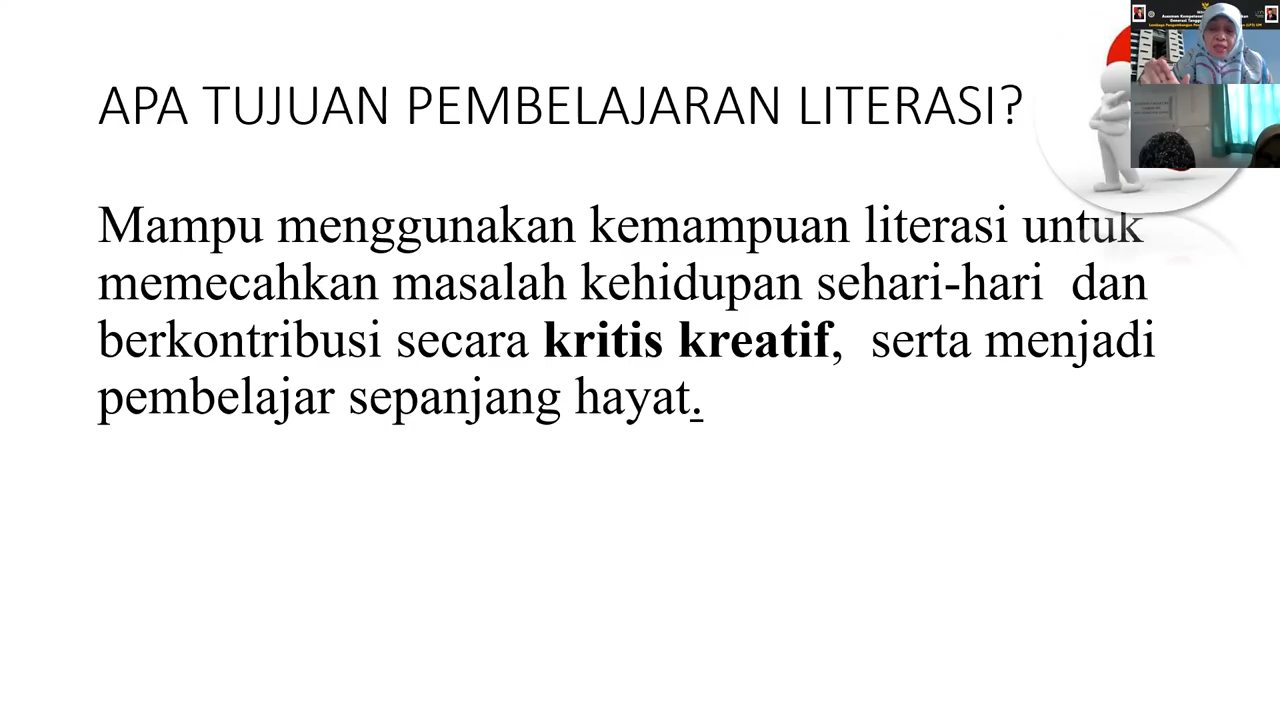 APA TUJUAN PEMBELAJARAN LITERASI?
Mampu menggunakan kemampuan literasi untuk
memecahkan masalah kehidupan sehari-hari dan
berkontribusi secara kritis kreatif, serta menjadi
pembelajar sepanjang hayat.